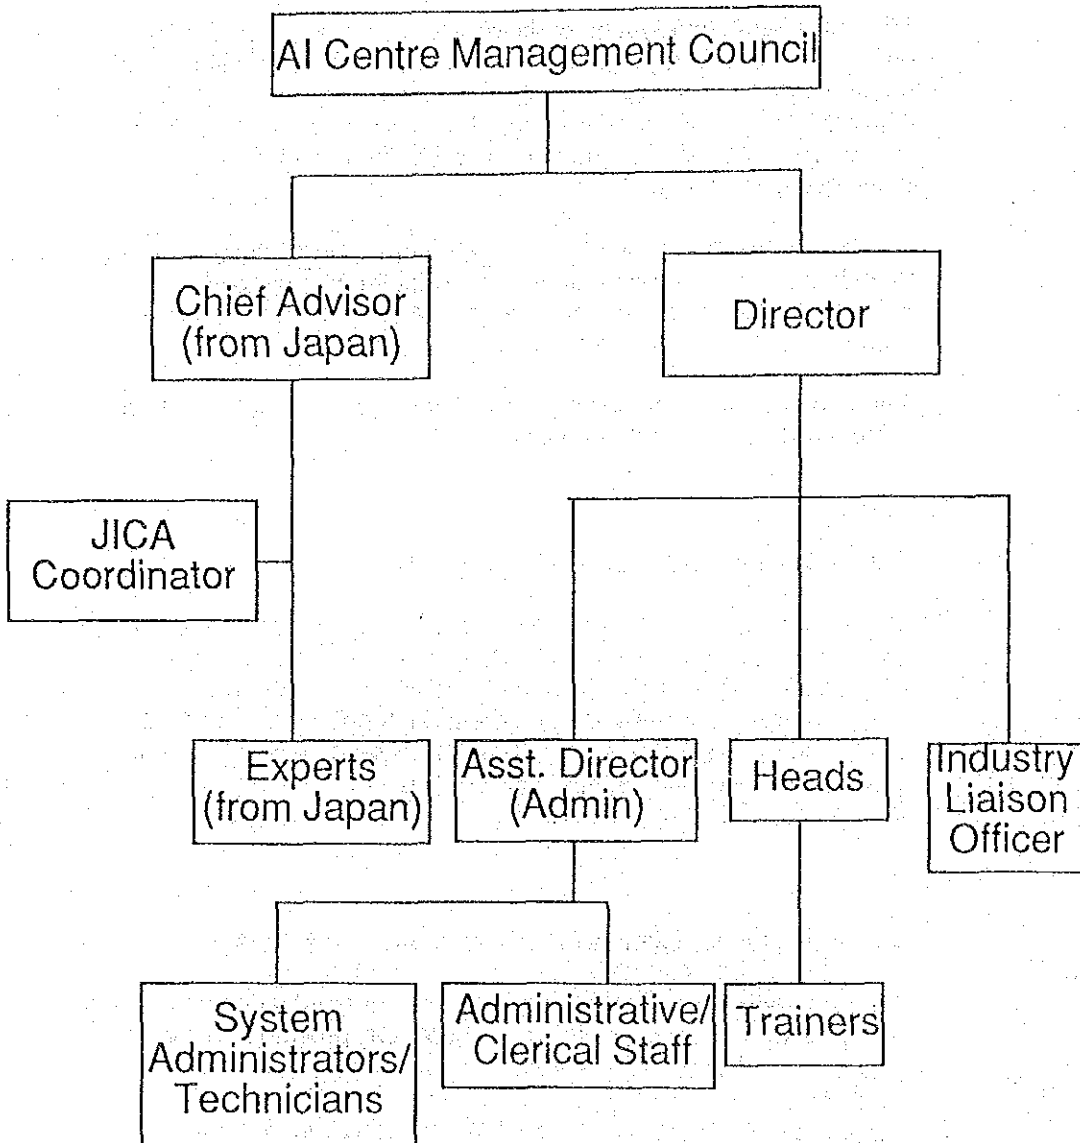 AI Centre Management Council
Chief Advisor
(from Japan)
Director
JICA
Coordinator
Experts
(from Japan)
Asst. Director
(Admin)
Heads
Industry
Liaison
Officer
System
Administrators/
Technicians
Administrative/
Clerical Staff
Trainers